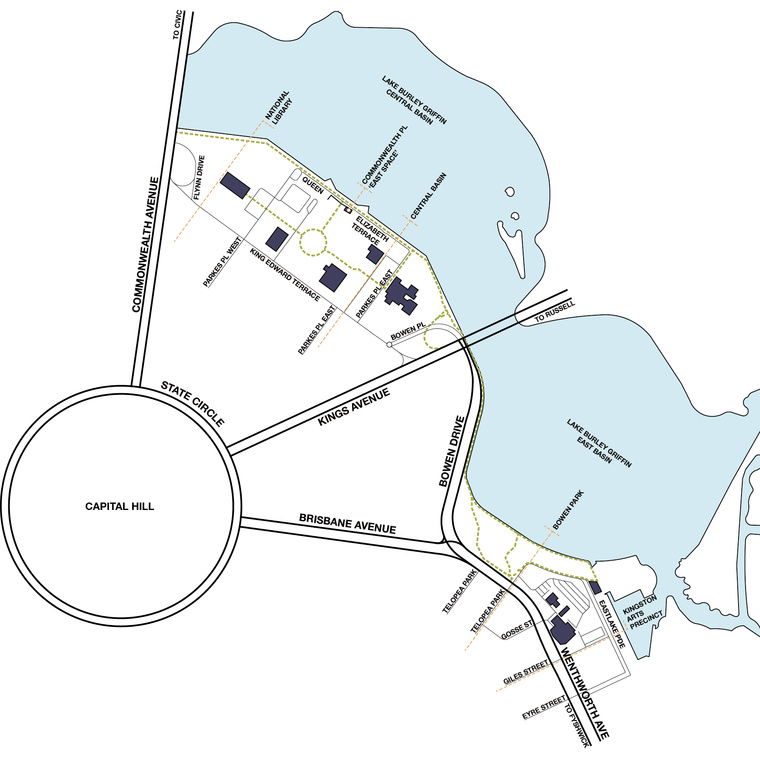 TO CIVIC
NATIONAL
LIBRARY
LAKE BURLEY GRIFFIN
CENTRAL BASIN
COMMONWEALTH PL
'EAST SPACE'
CENTRAL BASIN
FLYNN DRIVE
QUEEN
ELIZABETH
TERRACE
COMMONWEALTH AVENUE
PARKES PL WEST
KING EDWARD TERRACE
PARKES PL EAST
PARKES PL EAST
BOWEN PL
TO RUSSELL
STATE CIRCLE
KINGS AVENUE
BOWEN DRIVE
LAKE BURLEY GRIFFIN
EAST BASIN
CAPITAL HILL
BRISBANE AVENUE
BOWEN PARK
TELOPEA PARK
TELOPEA PARK
GOSSE ST
EASTLAKE PDE
KINGSTON
ARTS
PRECINCT
GILES STREET
WENTHWORTH AVE
EYRE STREET
TO FYSHWICK